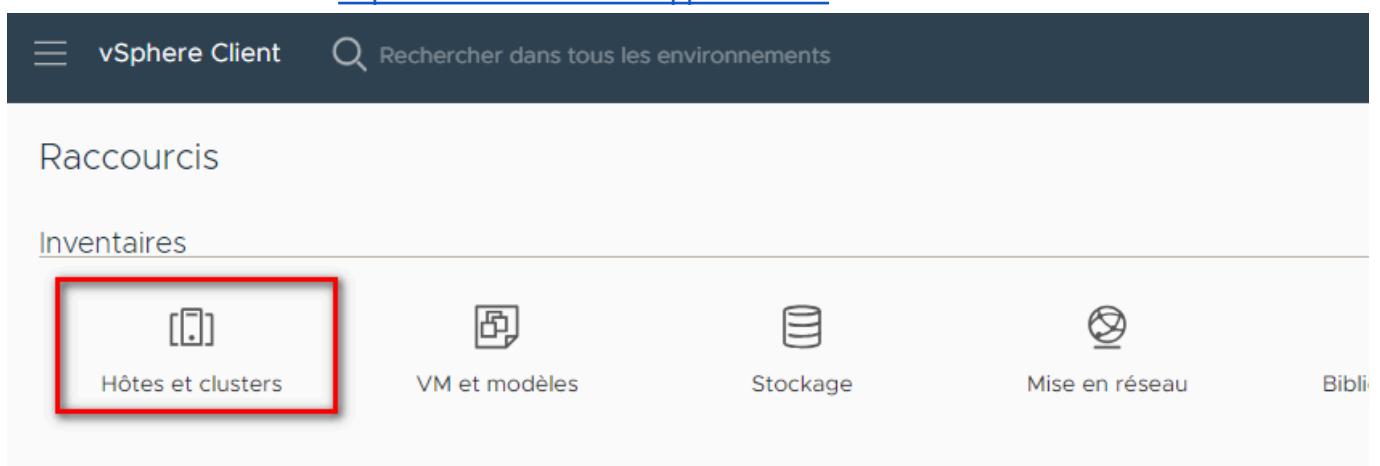 vSphere Client Rechercher dans tous les environnements
Raccourcis
Inventaires
Hôtes et clusters VM et modèles Stockage Mise en réseau